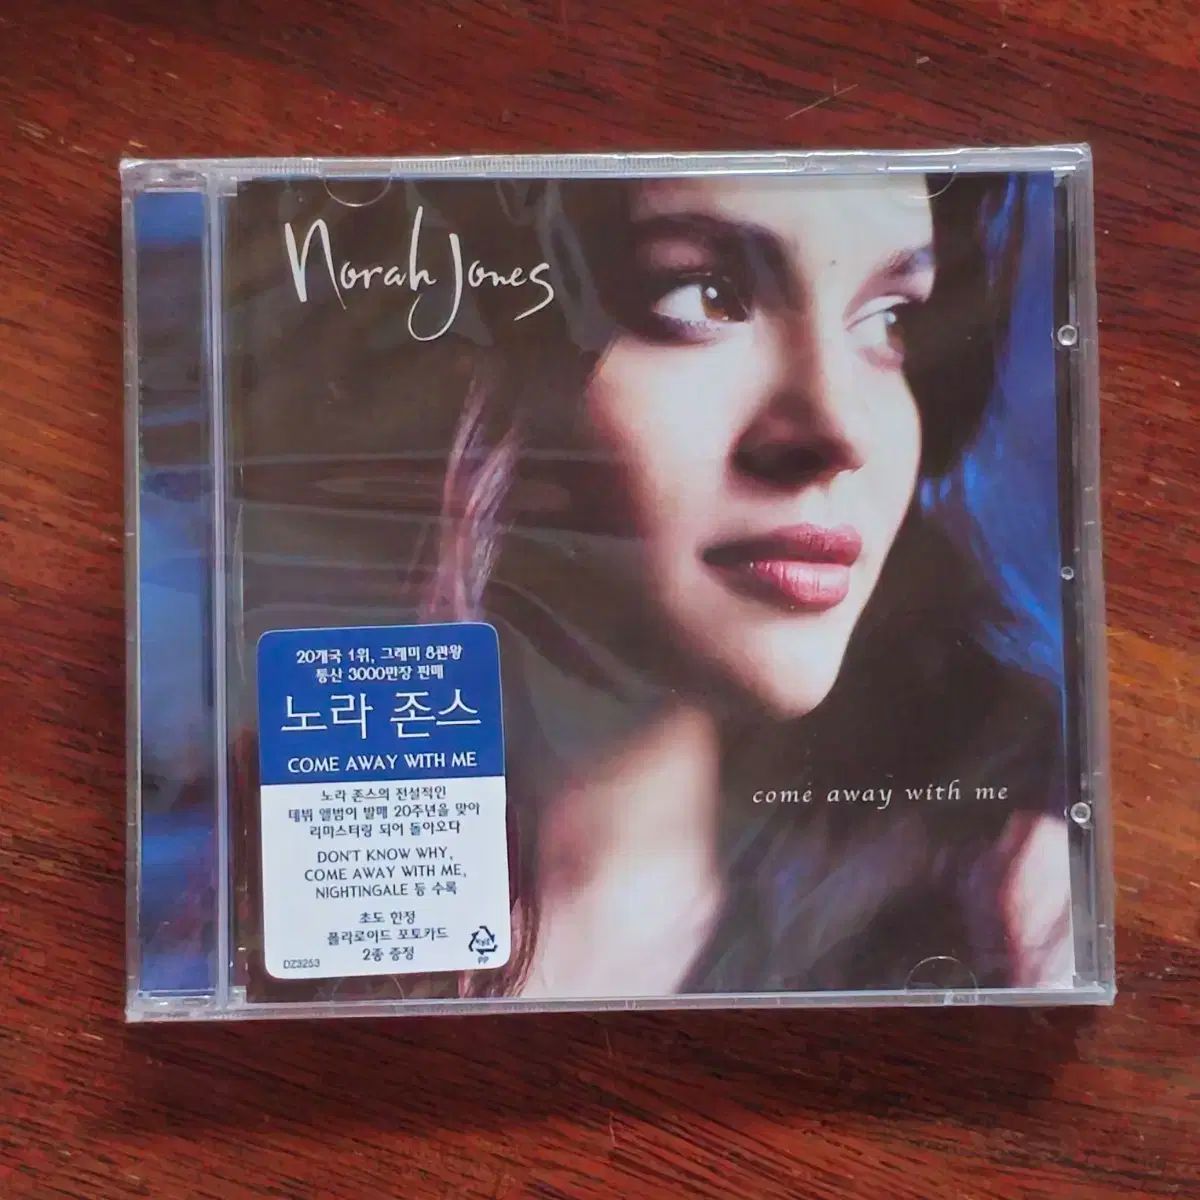 Norah Jones
come away with me
20개국 1위, 그래미 8관왕
통산 3000만장 판매
노라 존스
COME AWAY WITH ME
노라 존스의 전설적인
데뷔 앨범이 발매 20주년을 맞아
리마스터링 되어 돌아오다
DON'T KNOW WHY,
COME AWAY WITH ME,
NIGHTINGALE 등 수록
초도 한정
폴라로이드 포토카드
2종 증정
DZ3253
PP